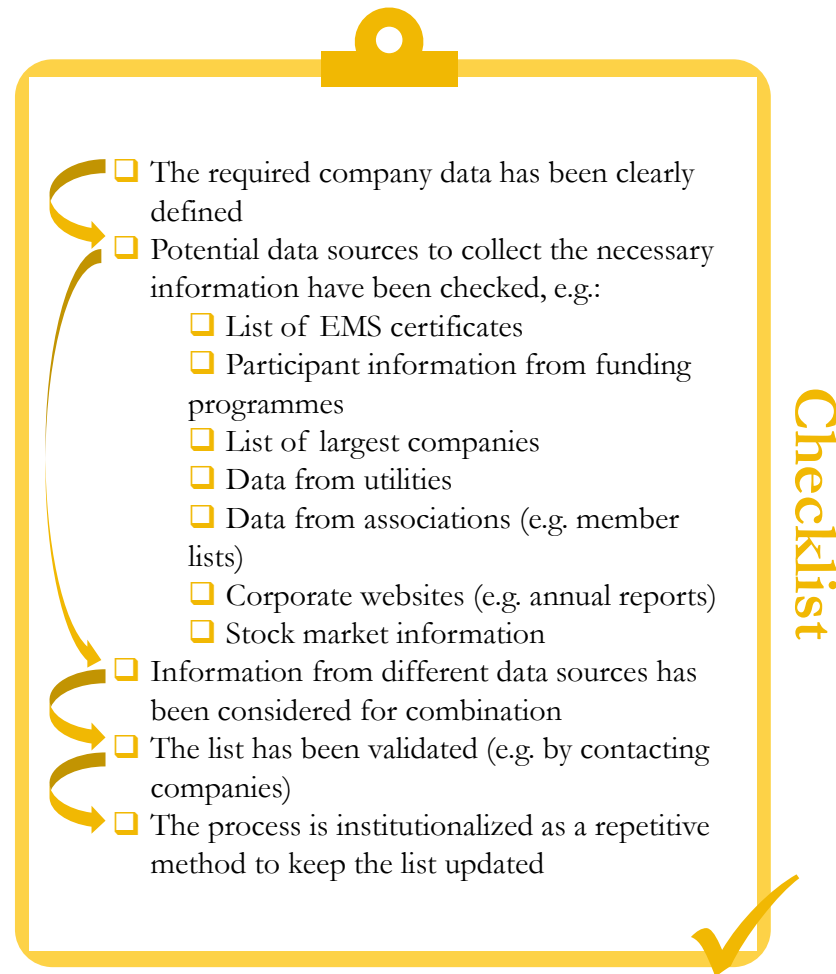 The required company data has been clearly
defined
Potential data sources to collect the necessary
information have been checked, e.g.:
List of EMS certificates
Participant information from funding
programmes
List of largest companies
Data from utilities
Data from associations (e.g. member
lists)
Corporate websites (e.g. annual reports)
Stock market information
Information from different data sources has
been considered for combination
The list has been validated (e.g. by contacting
companies)
The process is institutionalized as a repetitive
method to keep the list updated
Checklist